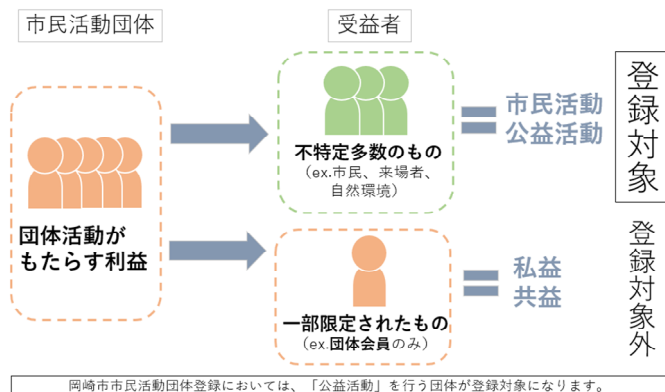 市民活動団体
受益者
団体活動が
もたらす利益
不特定多数のもの
（ex.市民、来場者、
自然環境）
市民活動
公益活動
登録対象
一部限定されたもの
（ex.団体会員のみ）
私益
共益
登録対象外
岡崎市市民活動団体登録においては、「公益活動」を行う団体が登録対象になります。